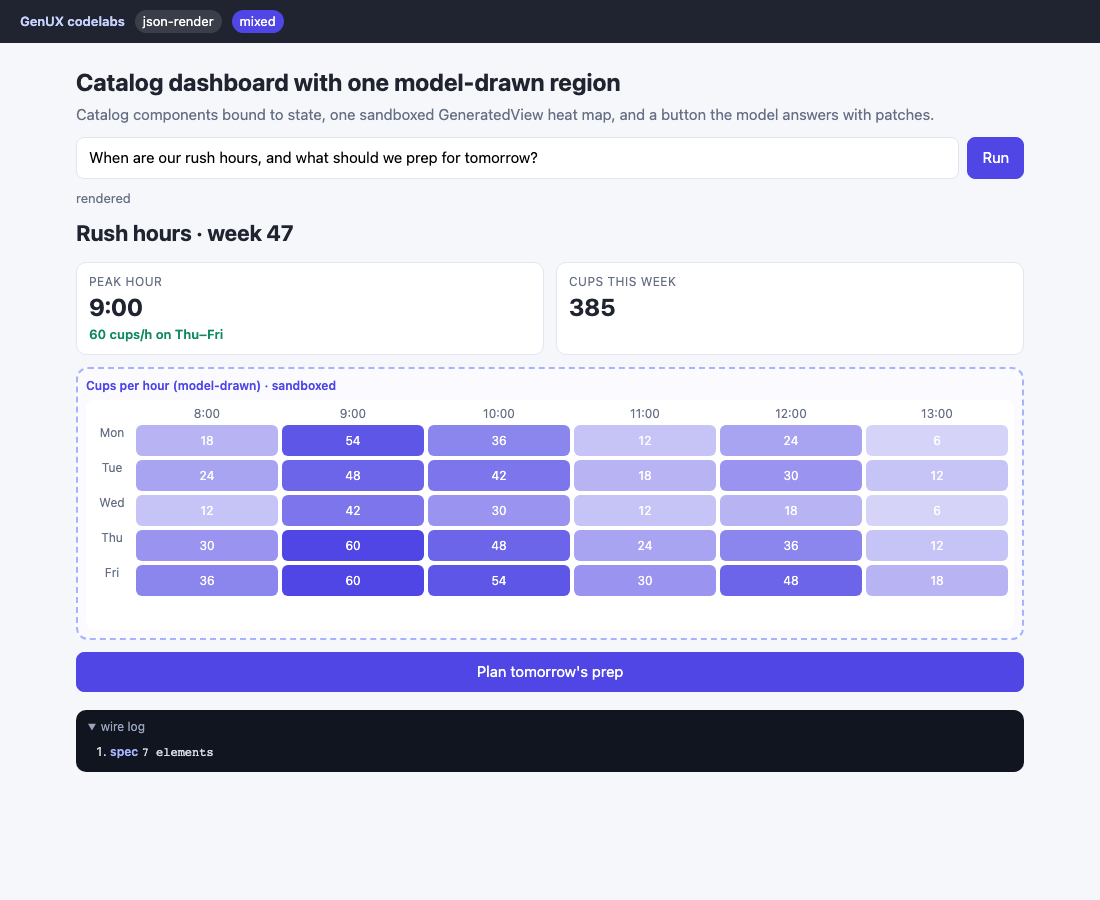 GenUX codelabs json-render mixed
Catalog dashboard with one model-drawn region
Catalog components bound to state, one sandboxed GeneratedView heat map, and a button the model answers with patches.
When are our rush hours, and what should we prep for tomorrow?
Run
rendered
Rush hours · week 47
PEAK HOUR
9:00
60 cups/h on Thu–Fri
CUPS THIS WEEK
385
Cups per hour (model-drawn) · sandboxed
8:00 9:00 10:00 11:00 12:00 13:00
Mon 18 54 36 12 24 6
Tue 24 48 42 18 30 12
Wed 12 42 30 12 18 6
Thu 30 60 48 24 36 12
Fri 36 60 54 30 48 18
Plan tomorrow's prep
▼ wire log
1. spec 7 elements